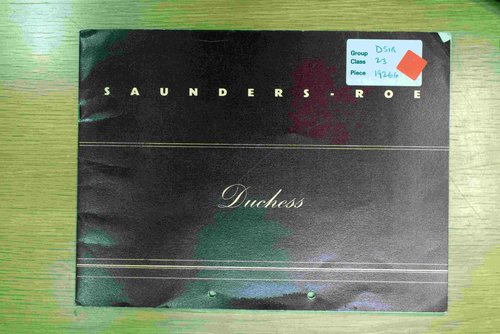 Group DSIR
Class 23
Piece 19266
SAUNDERS-ROE
Duchess